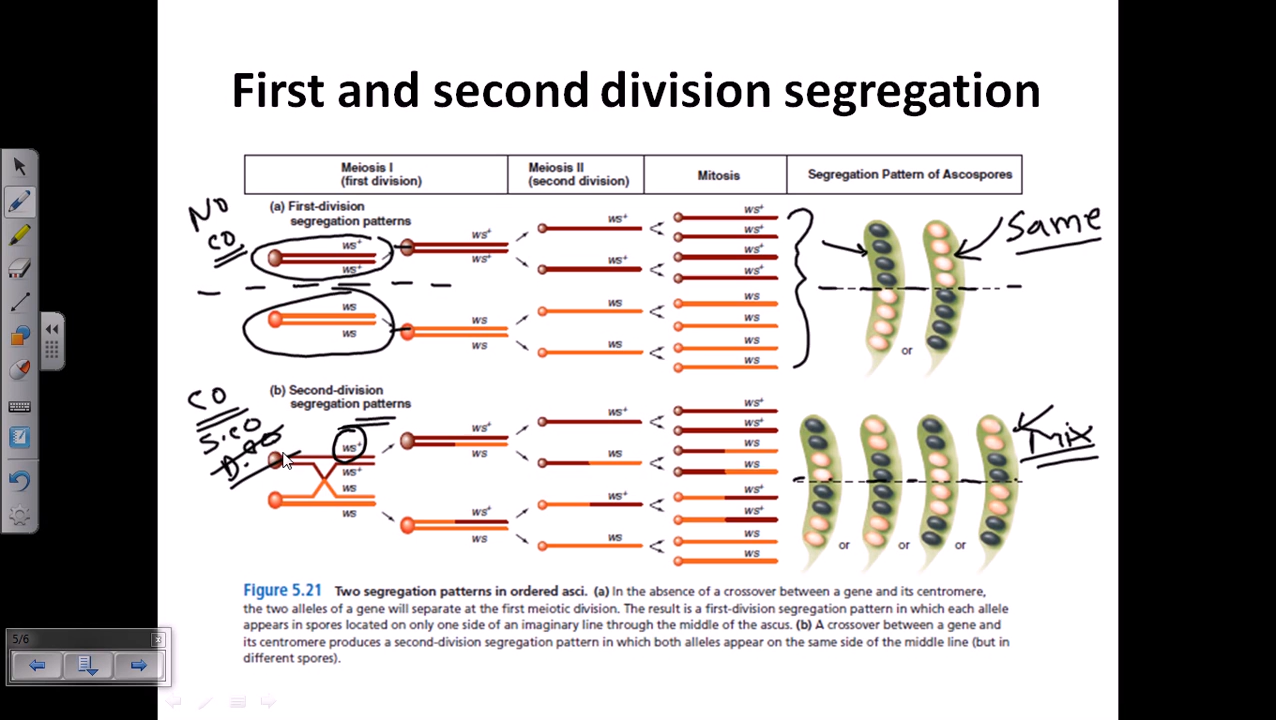 First and second division segregation
Meiosis I
(first division)
Meiosis II
(second division)
Mitosis
Segregation Pattern of Ascospores
NO
CO
(a) First-division
segregation patterns
ws+
ws+
ws
ws
ws+
ws+
ws
ws
ws+
ws+
ws
ws
ws+
ws+
ws+
ws+
ws
ws
ws
ws
or
Same
CO
S.CO
(b) Second-division
segregation patterns
ws+
ws+
ws
ws
ws+
ws
ws+
ws
ws+
ws
ws+
ws
ws+
ws+
ws
ws
ws+
ws+
ws
ws
or
or
or
Mix
Figure 5.21 Two segregation patterns in ordered asci. (a) In the absence of a crossover between a gene and its centromere,
the two alleles of a gene will separate at the first meiotic division. The result is a first-division segregation pattern in which each allele
appears in spores located on only one side of an imaginary line through the middle of the ascus. (b) A crossover between a gene and
its centromere produces a second-division segregation pattern in which both alleles appear on the same side of the middle line (but in
different spores).
5/6